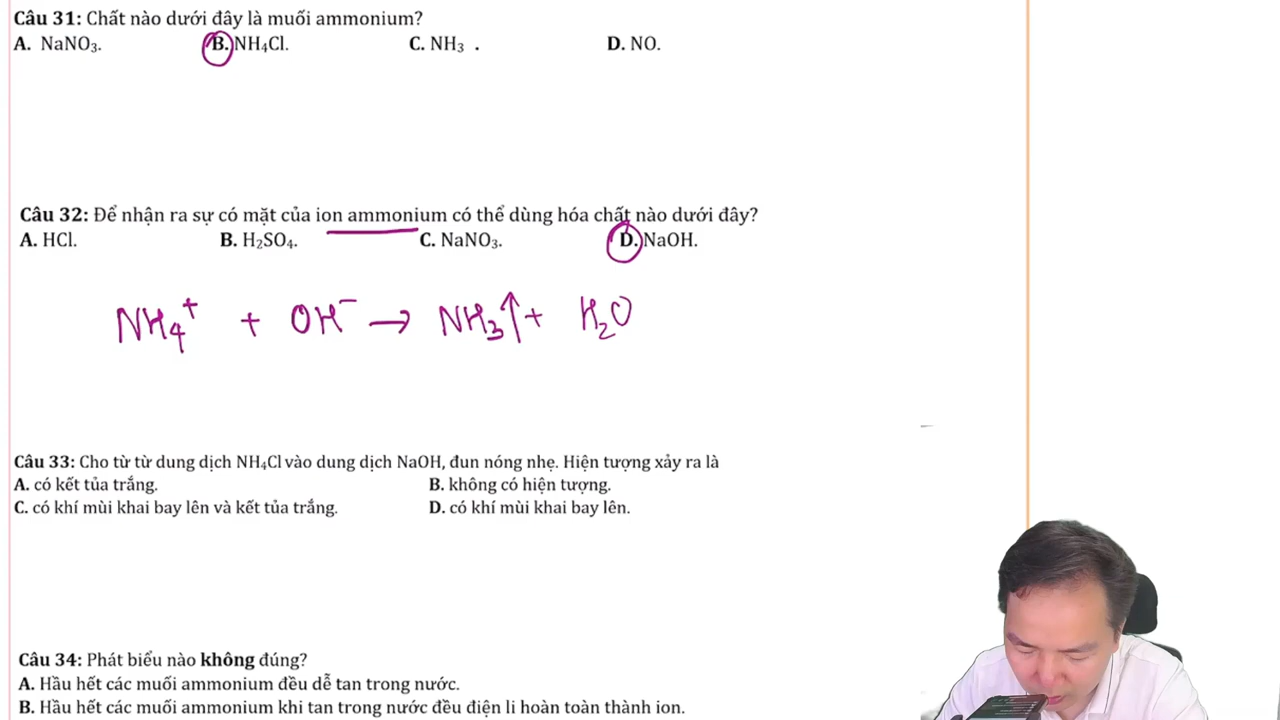 Câu 31: Chất nào dưới đây là muối ammonium?
A. NaNO₃. B. NH₄Cl. C. NH₃ . D. NO.
Câu 32: Để nhận ra sự có mặt của ion ammonium có thể dùng hóa chất nào dưới đây?
A. HCl. B. H₂SO₄. C. NaNO₃. D. NaOH.
NH₄⁺ + OH⁻ → NH₃↑ + H₂O
Câu 33: Cho từ từ dung dịch NH₄Cl vào dung dịch NaOH, đun nóng nhẹ. Hiện tượng xảy ra là
A. có kết tủa trắng. B. không có hiện tượng.
C. có khí mùi khai bay lên và kết tủa trắng. D. có khí mùi khai bay lên.
Câu 34: Phát biểu nào không đúng?
A. Hầu hết các muối ammonium đều dễ tan trong nước.
B. Hầu hết các muối ammonium khi tan trong nước đều điện li hoàn toàn thành ion.